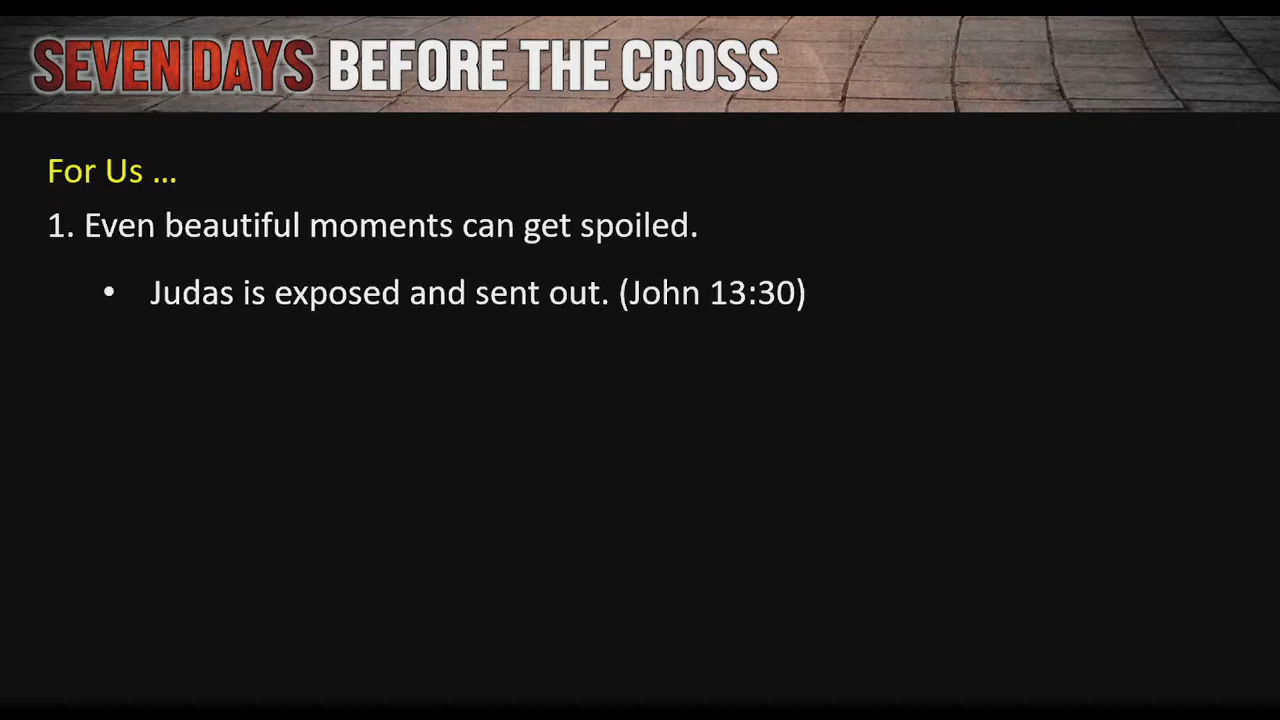 SEVEN DAYS BEFORE THE CROSS
For Us ...
1. Even beautiful moments can get spoiled.
• Judas is exposed and sent out. (John 13:30)